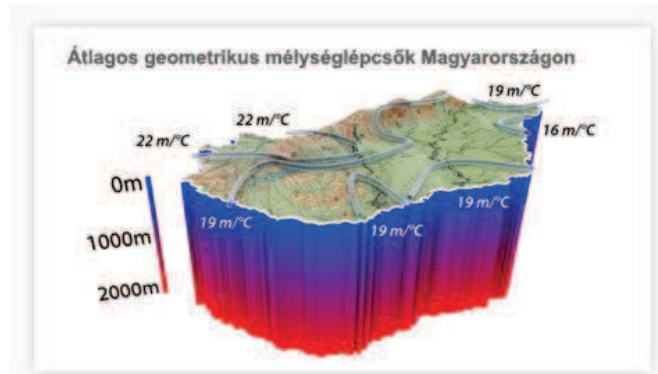 Átlagos geometrikus mélységlépcsők Magyarországon
19 m/°C
22 m/°C
16 m/°C
22 m/°C
0m
19 m/°C
19 m/°C
19 m/°C
1000m
2000m